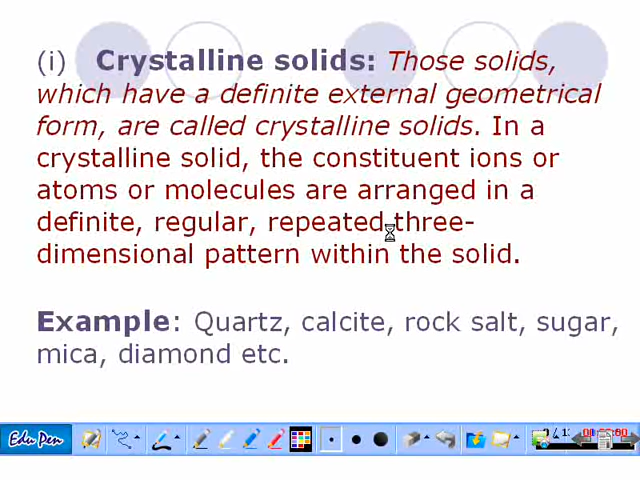 (i) Crystalline solids: Those solids,
which have a definite external geometrical
form, are called crystalline solids. In a
crystalline solid, the constituent ions or
atoms or molecules are arranged in a
definite, regular, repeated three-
dimensional pattern within the solid.
Example: Quartz, calcite, rock salt, sugar,
mica, diamond etc.
Edu Pen